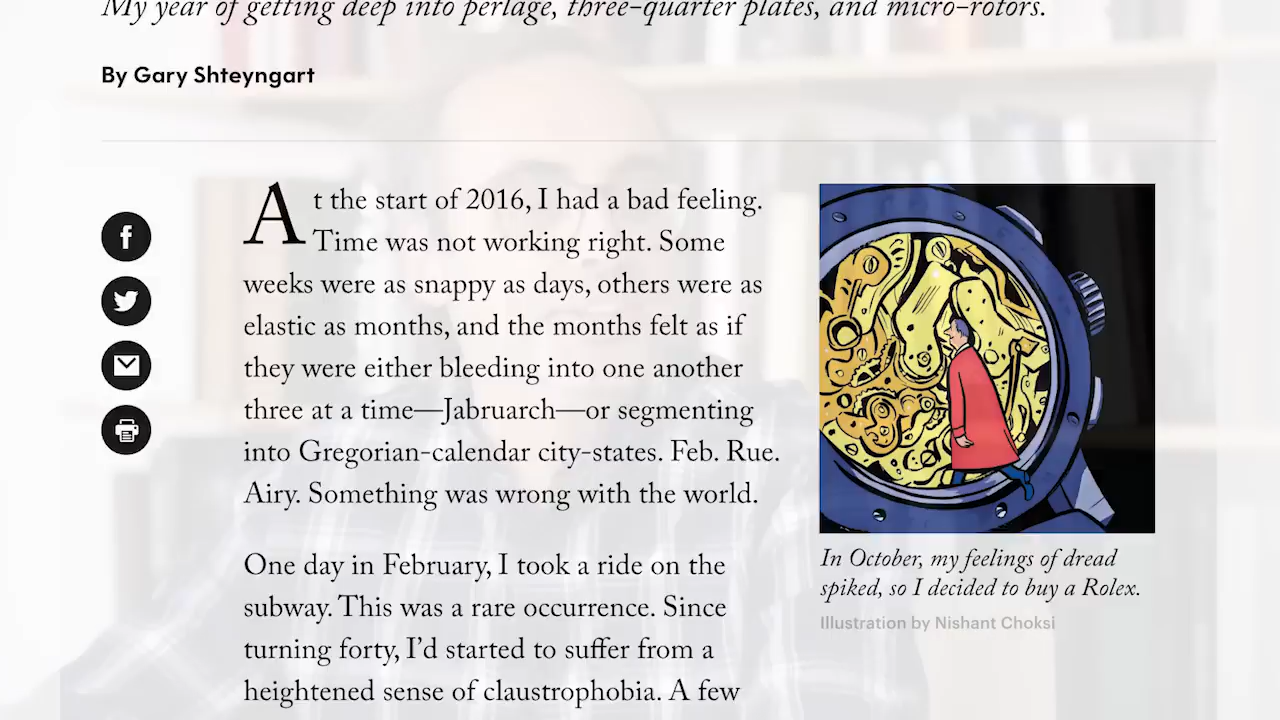 My year of getting deep into perlage, three-quarter plates, and micro-rotors.
By Gary Shteyngart
At the start of 2016, I had a bad feeling.
Time was not working right. Some
weeks were as snappy as days, others were as
elastic as months, and the months felt as if
they were either bleeding into one another
three at a time—Jabruarch—or segmenting
into Gregorian-calendar city-states. Feb. Rue.
Airy. Something was wrong with the world.
One day in February, I took a ride on the
subway. This was a rare occurrence. Since
turning forty, I’d started to suffer from a
heightened sense of claustrophobia. A few
In October, my feelings of dread
spiked, so I decided to buy a Rolex.
Illustration by Nishant Choksi